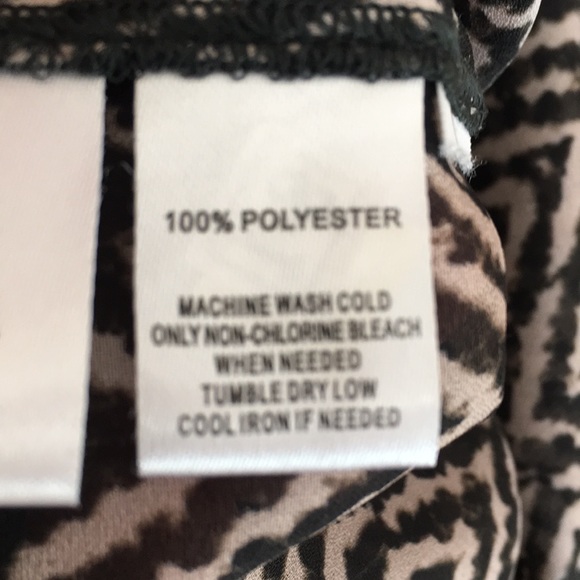 100% POLYESTER
MACHINE WASH COLD
ONLY NON-CHLORINE BLEACH
WHEN NEEDED
TUMBLE DRY LOW
COOL IRON IF NEEDED